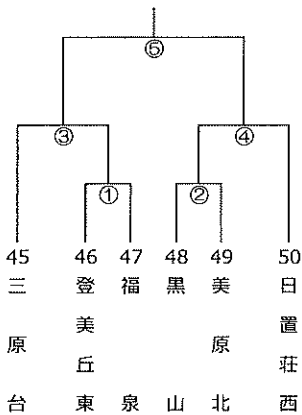 ⑤
③ ④
① ②
45 46 47 48 49 50
三原台
登美丘東
福泉
黒山
美原北
日置荘西